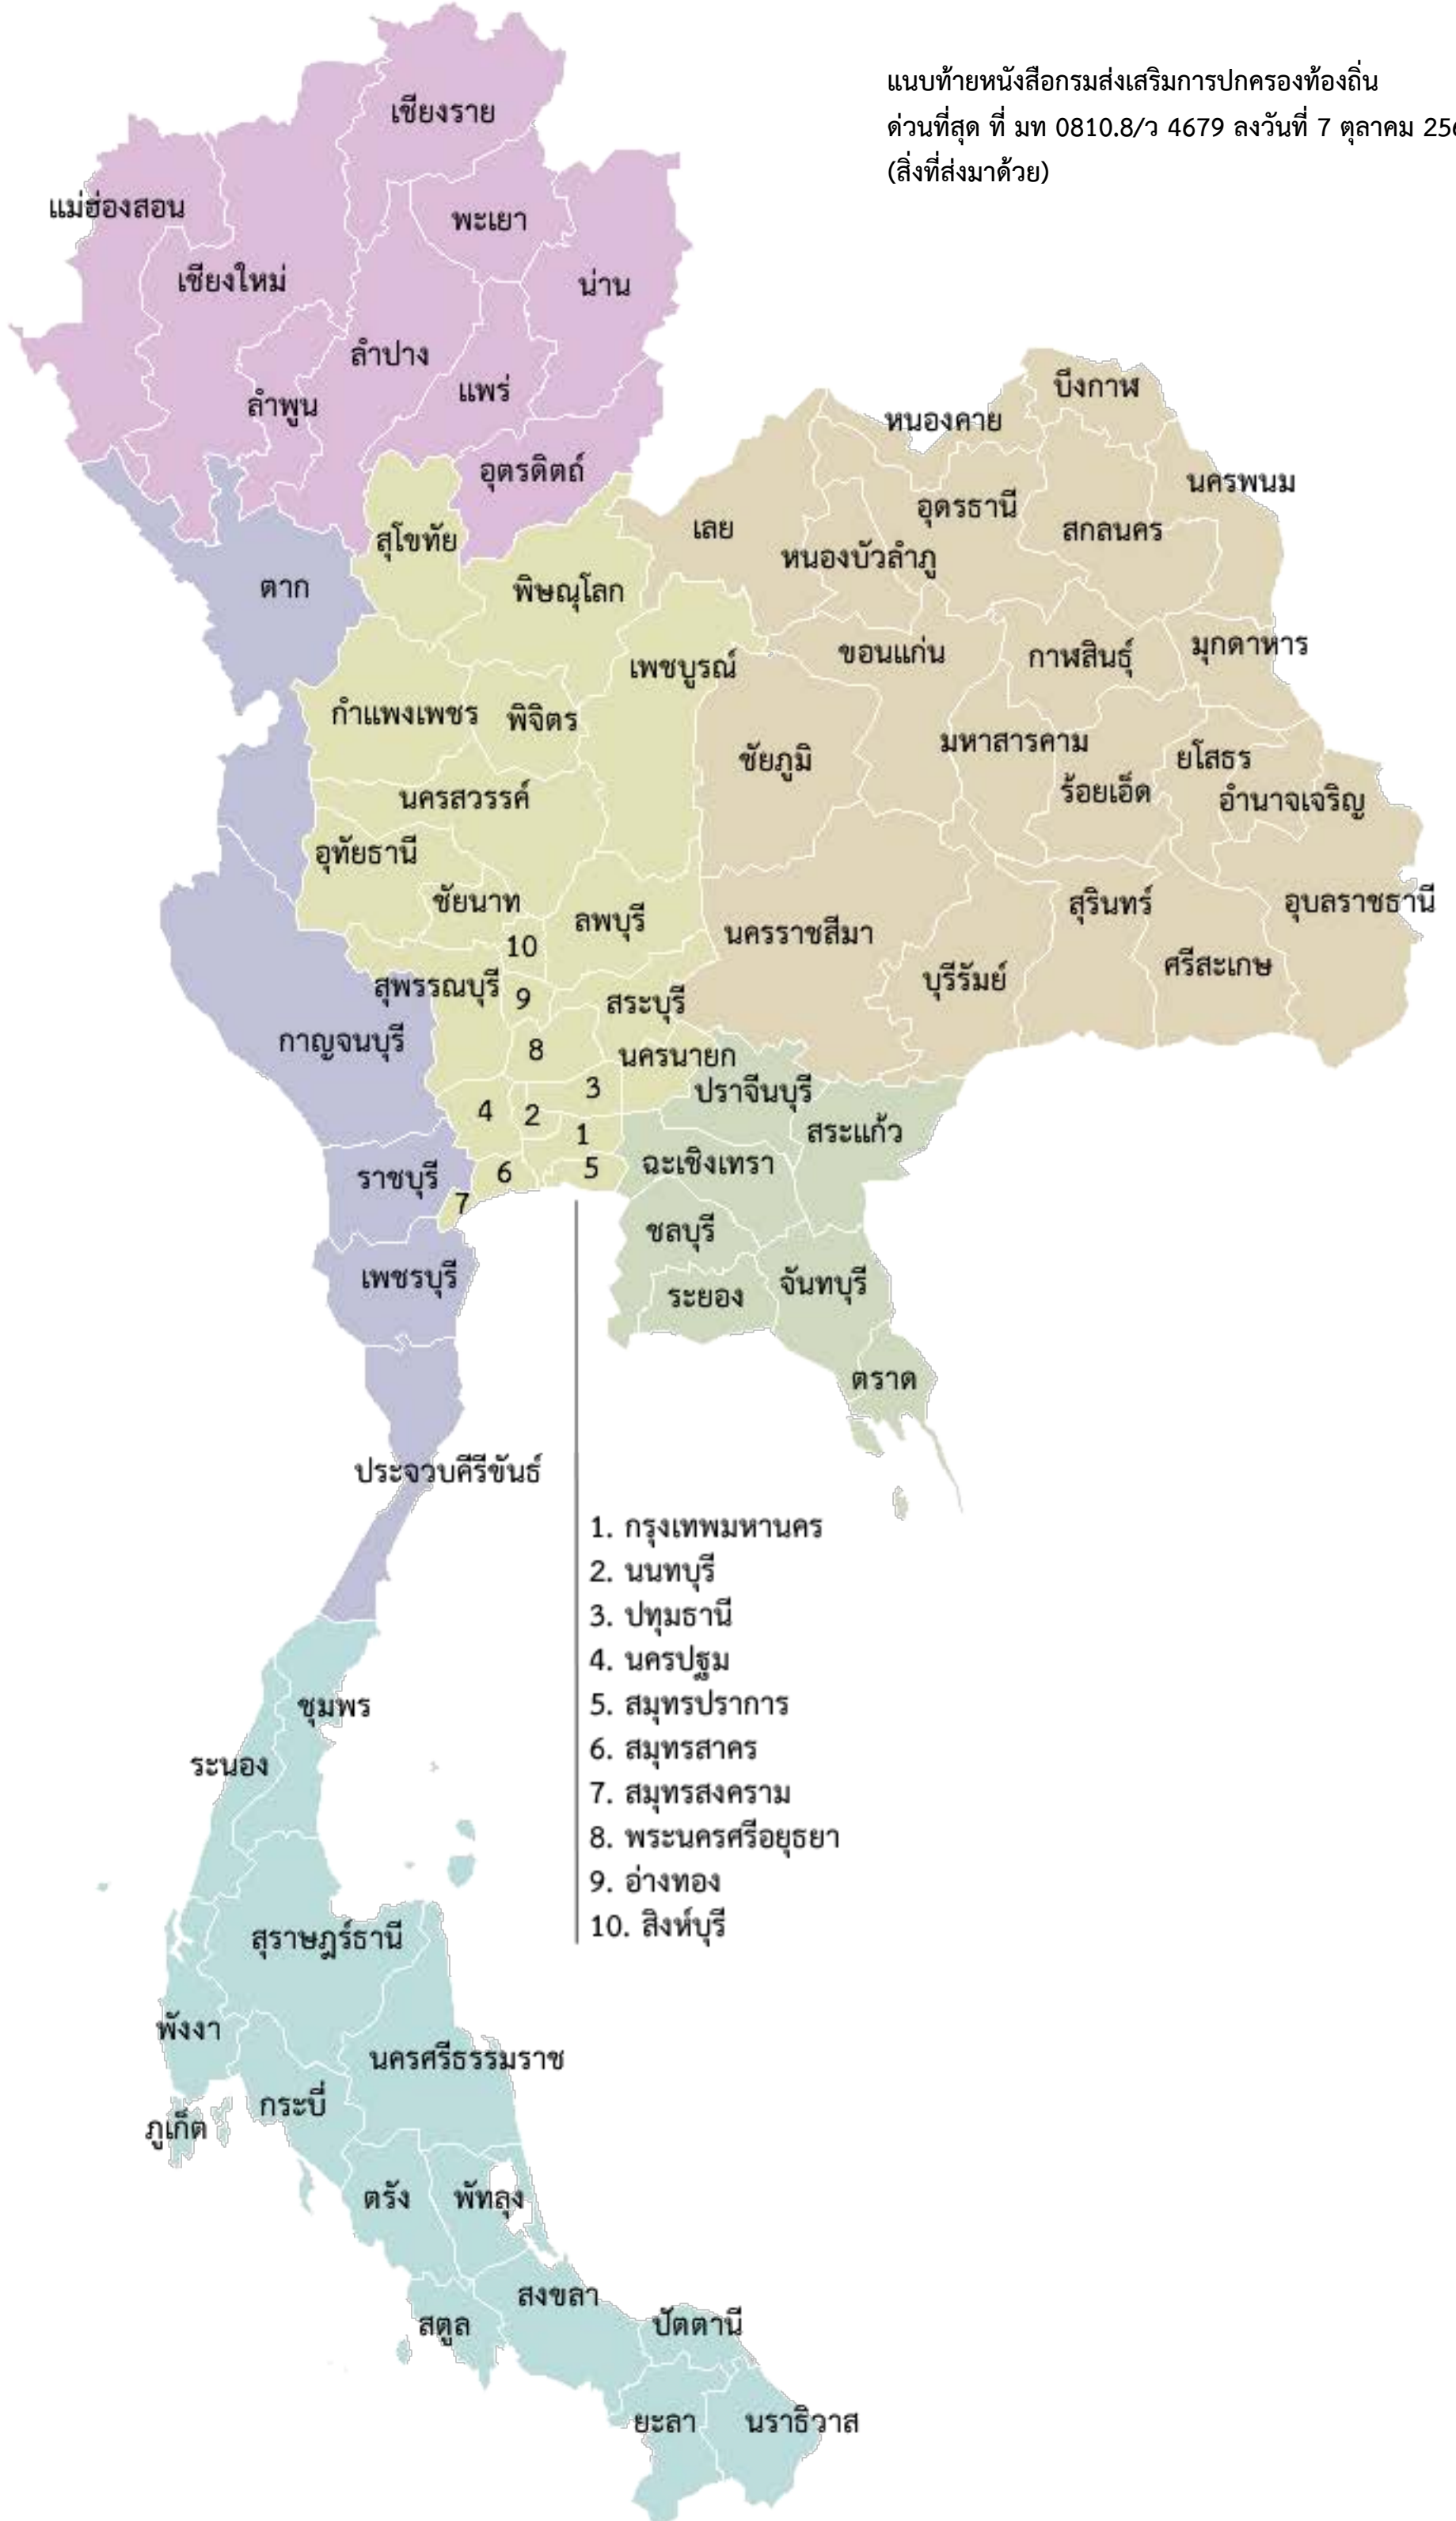 แนบท้ายหนังสือกรมส่งเสริมการปกครองท้องถิ่น
ด่วนที่สุด ที่ มท 0810.8/ว 4679 ลงวันที่ 7 ตุลาคม
(สิ่งที่ส่งมาด้วย)
เชียงราย
แม่ฮ่องสอน
พะเยา
เชียงใหม่
น่าน
ลำปาง
แพร่
ลำพูน
บึงกาฬ
หนองคาย
อุตรดิตถ์
นครพนม
อุดรธานี
เลย
สกลนคร
สุโขทัย
หนองบัวลำภู
ตาก
พิษณุโลก
มุกดาหาร
ขอนแก่น
กาฬสินธุ์
เพชบูรณ์
กำแพงเพชร
พิจิตร
มหาสารคาม
ชัยภูมิ
ยโสธร
ร้อยเอ็ด
นครสวรรค์
อำนาจเจริญ
อุทัยธานี
ชัยนาท
สุรินทร์
อุบลราชธานี
ลพบุรี
นครราชสีมา
10
ศรีสะเกษ
บุรีรัมย์
สุพรรณบุรี
9
สระบุรี
กาญจนบุรี
8
นครนายก
3
ปราจีนบุรี
4
2
1
สระแก้ว
ฉะเชิงเทรา
5
6
ราชบุรี
7
ชลบุรี
เพชรบุรี
จันทบุรี
ระยอง
ตราด
ประจวบคีรีขันธ์
1. กรุงเทพมหานคร
2. นนทบุรี
3. ปทุมธานี
4. นครปฐม
5. สมุทรปราการ
6. สมุทรสาคร
7. สมุทรสงคราม
8. พระนครศรีอยุธยา
9. อ่างทอง
10. สิงห์บุรี
ชุมพร
ระนอง
สุราษฎร์ธานี
พังงา
นครศรีธรรมราช
กระบี่
ภูเก็ต
ตรัง
พัทลุง
สงขลา
สตูล
ปัตตานี
ยะลา
นราธิวาส